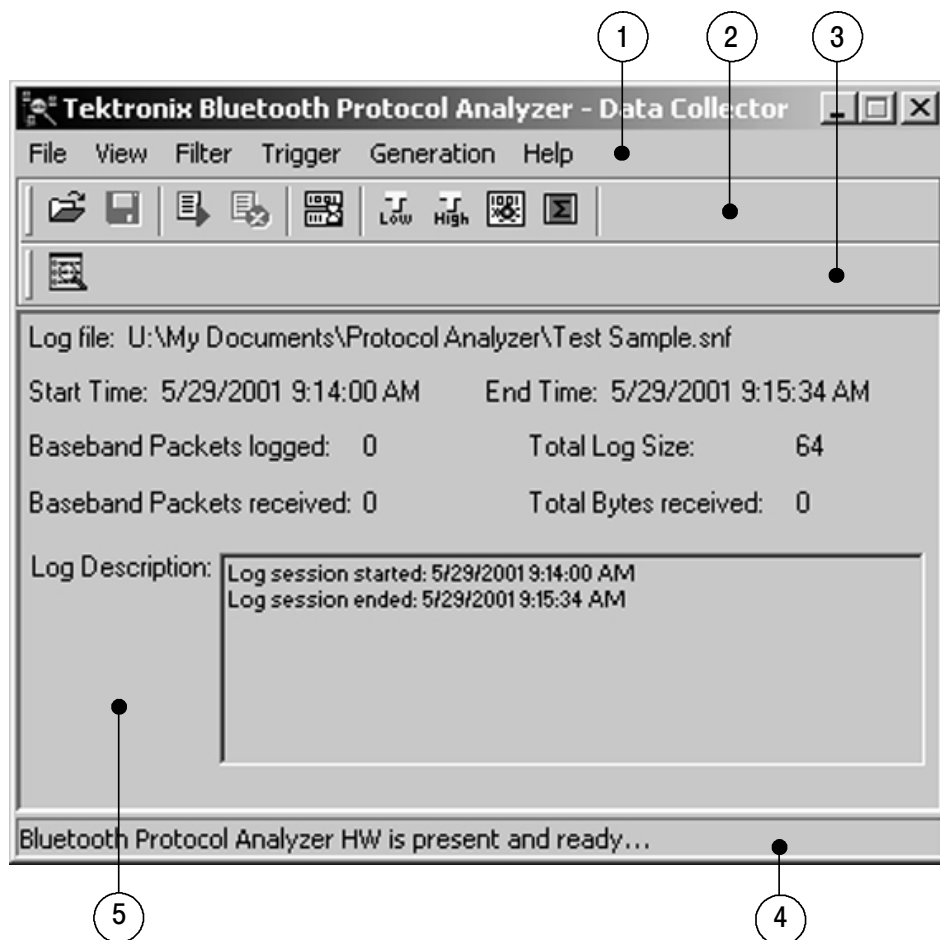 1 2 3
Tektronix Bluetooth Protocol Analyzer - Data Collector
File View Filter Trigger Generation Help
Low High
Log file: U:\My Documents\Protocol Analyzer\Test Sample.snf
Start Time: 5/29/2001 9:14:00 AM End Time: 5/29/2001 9:15:34 AM
Baseband Packets logged: 0 Total Log Size: 64
Baseband Packets received: 0 Total Bytes received: 0
Log Description:
Log session started: 5/29/2001 9:14:00 AM
Log session ended: 5/29/2001 9:15:34 AM
Bluetooth Protocol Analyzer HW is present and ready...
5 4